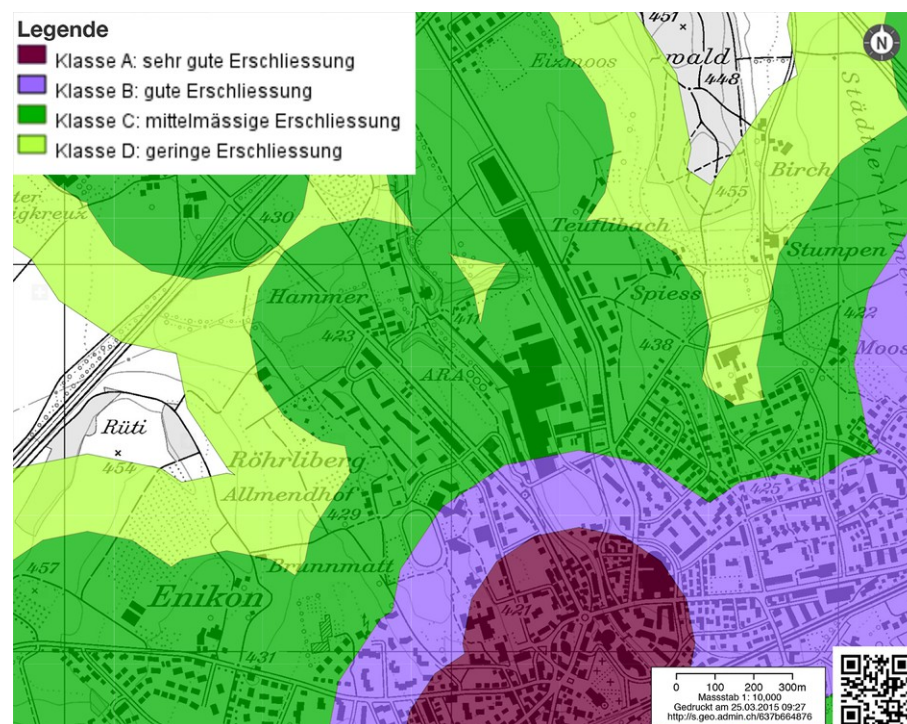 Legende
Klasse A: sehr gute Erschliessung
Klasse B: gute Erschliessung
Klasse C: mittelmässige Erschliessung
Klasse D: geringe Erschliessung
451
N
Eixmoos
wald
448
Städtler Allm
Birch
455
430
Teuflibach
Stumpen
Hammer
Spiess
423
411
422
438
Moos
ARA
Rüti
454
Röhrliberg
Allmendhof
425
429
Brunnmatt
457
Enikon
421
431
0 100 200 300m
Massstab 1: 10,000
Gedruckt am 25.03.2015 09:27
http://s.geo.admin.ch/637b664876